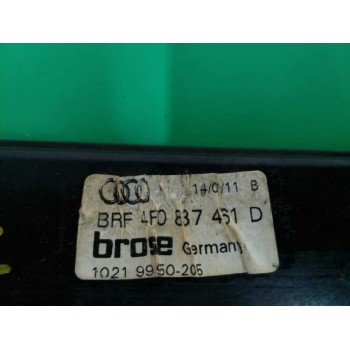 14/0/11 B
BRF 4F0 837 461 D
brose Germany
1021 9950-205